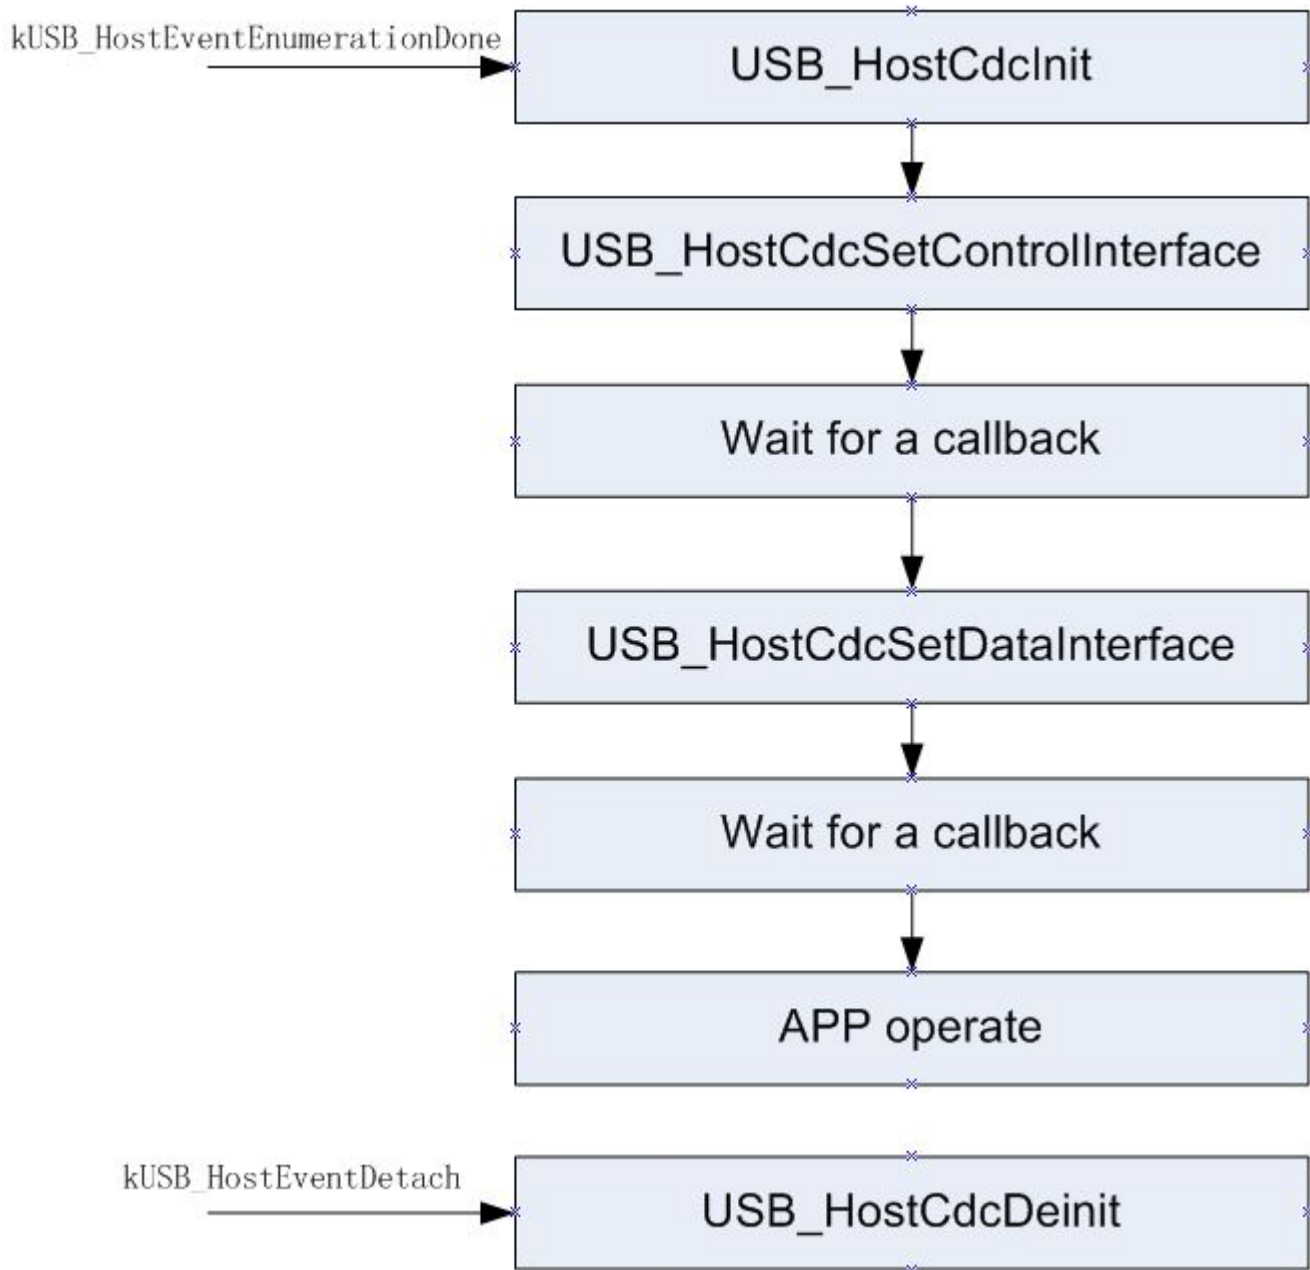 kUSB_HostEventEnumerationDone
USB_HostCdcInit
USB_HostCdcSetControlInterface
Wait for a callback
USB_HostCdcSetDataInterface
Wait for a callback
APP operate
kUSB_HostEventDetach
USB_HostCdcDeinit